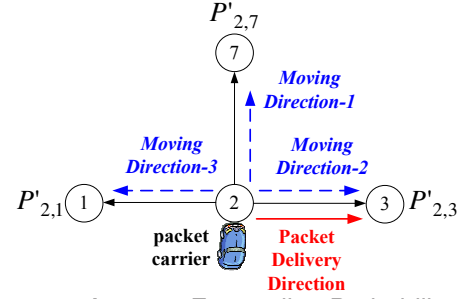 P'2,7
7
Moving
Direction-1
Moving
Direction-3
Moving
Direction-2
P'2,1
1
2
3
P'2,3
packet
carrier
Packet
Delivery
Direction